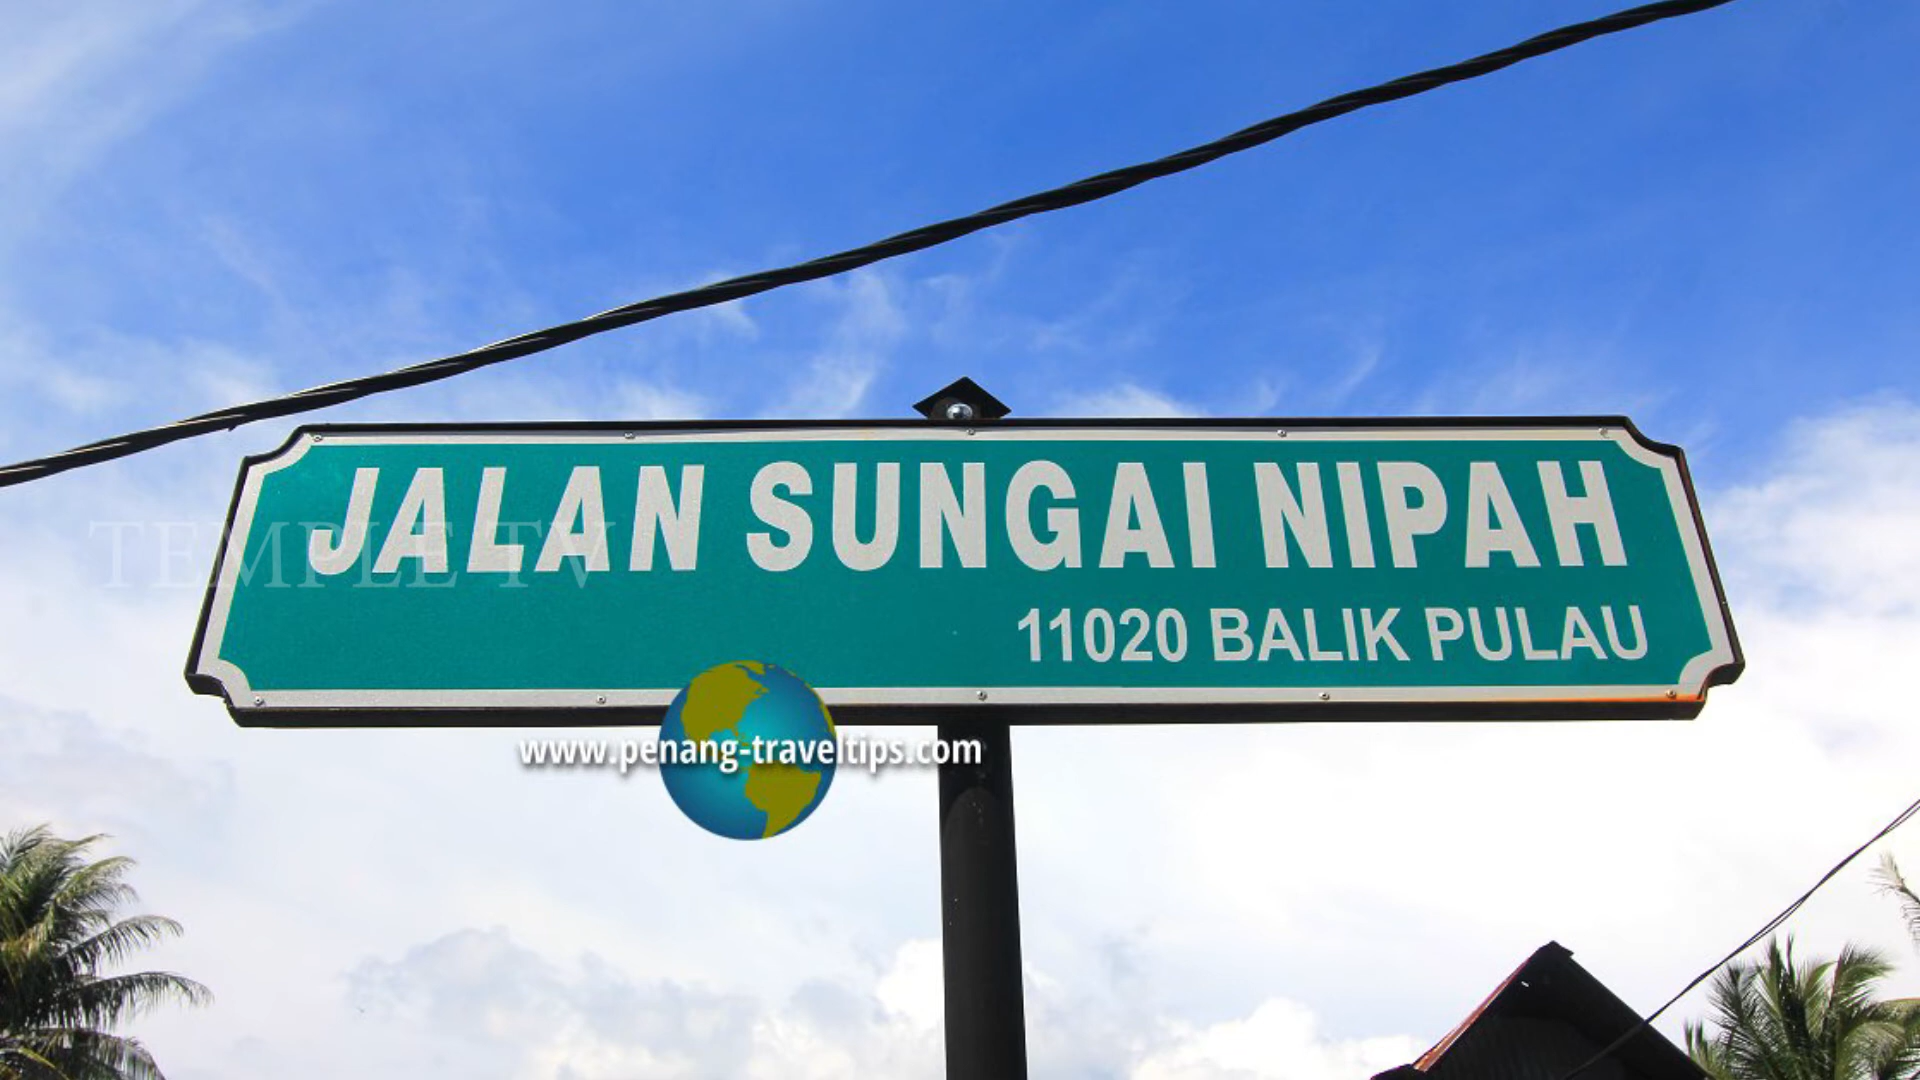 JALAN SUNGAI NIPAH
TEMPLE TV
11020 BALIK PULAU
www.penang-traveltips.com